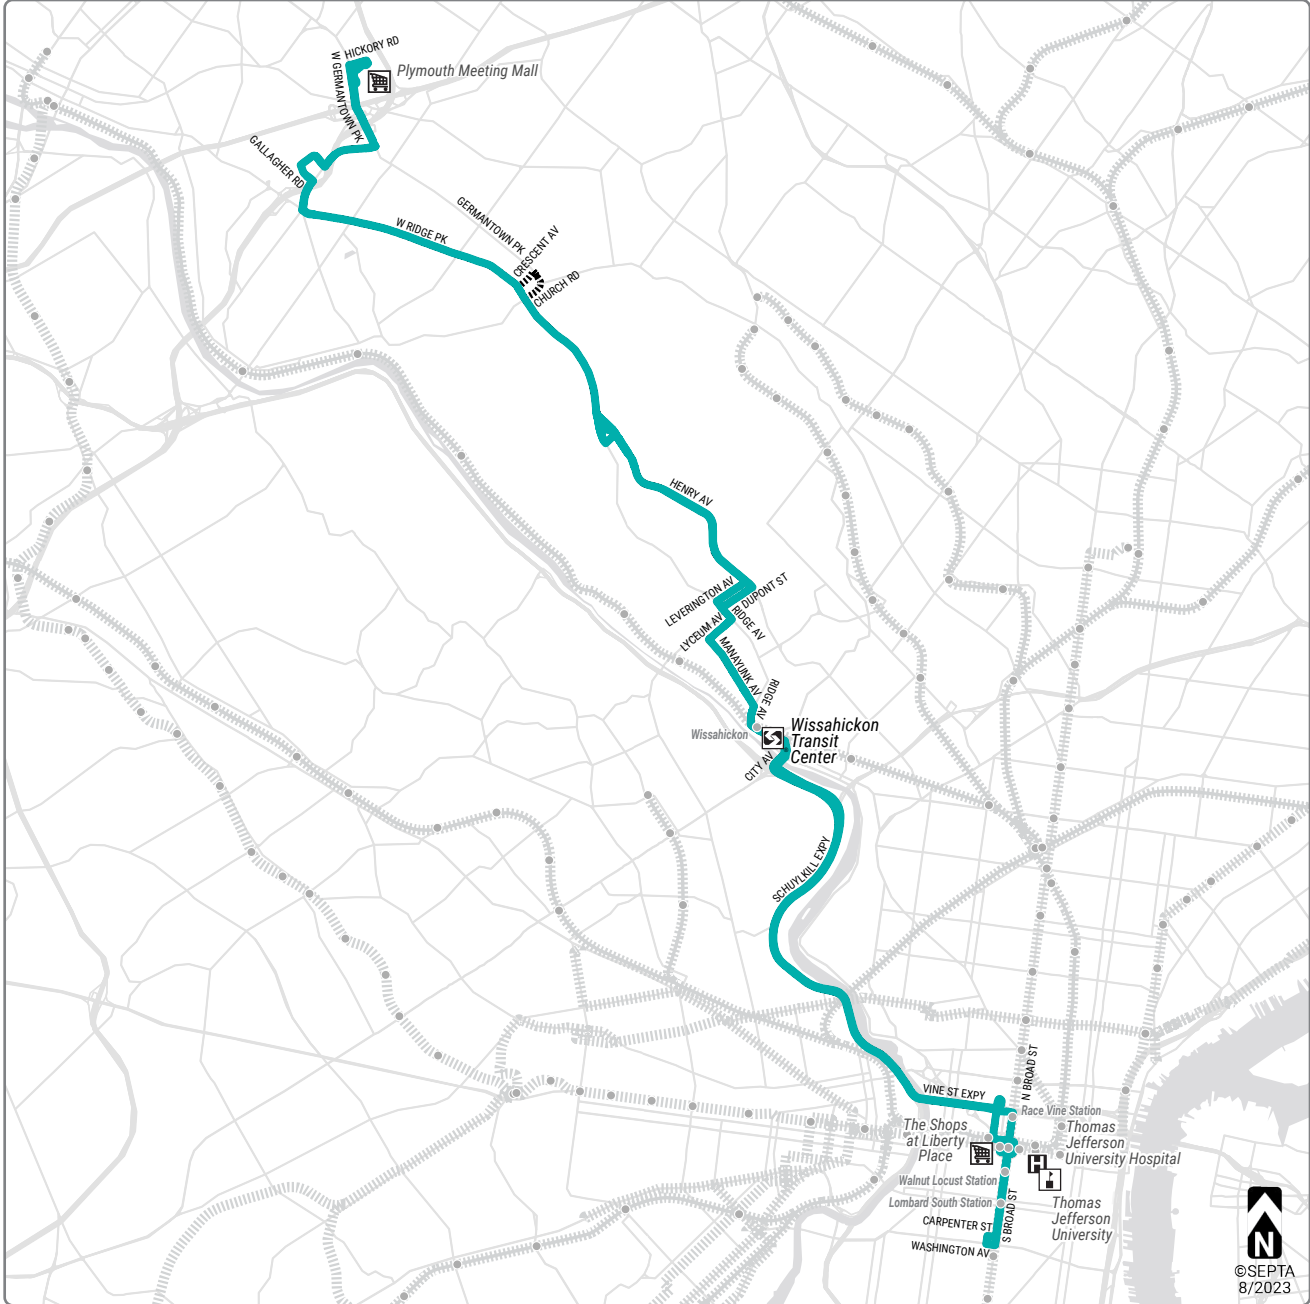 HICKORY RD
W GERMANTOWN PK
Plymouth Meeting Mall
GALLAGHER RD
GERMANTOWN PK
W RIDGE PK
CRESCENT AV
CHURCH RD
HENRY AV
LEVERINGTON AV
DUPONT ST
RIDGE AV
LYCEUM AV
MANAYUNK AV
RIDGE AV
Wissahickon
Wissahickon
Transit
Center
CITY AV
SCHUYLKILL EXPY
VINE ST EXPY
N BROAD ST
Race Vine Station
The Shops
at Liberty
Place
Thomas
Jefferson
University Hospital
H
Walnut Locust Station
Lombard South Station
S BROAD ST
Thomas
Jefferson
University
CARPENTER ST
WASHINGTON AV
N
©SEPTA
8/2023